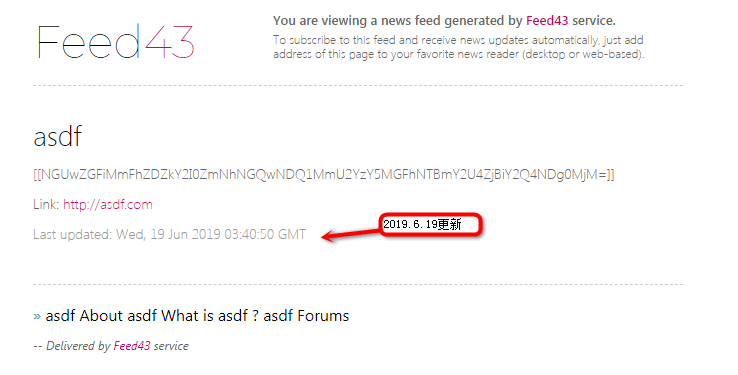 Feed43
You are viewing a news feed generated by Feed43 service.
To subscribe to this feed and receive news updates automatically, just add
address of this page to your favorite news reader (desktop or web-based).
asdf
[[NGUwZGFiMmFhZDZkY2I0ZmNhNGQwNDQ1MmU2YzY5MGFhNTBmY2U4ZjBiY2Q4NDg0MjM=]]
Link: http://asdf.com
Last updated: Wed, 19 Jun 2019 03:40:50 GMT
2019.6.19更新
» asdf About asdf What is asdf ? asdf Forums
-- Delivered by Feed43 service